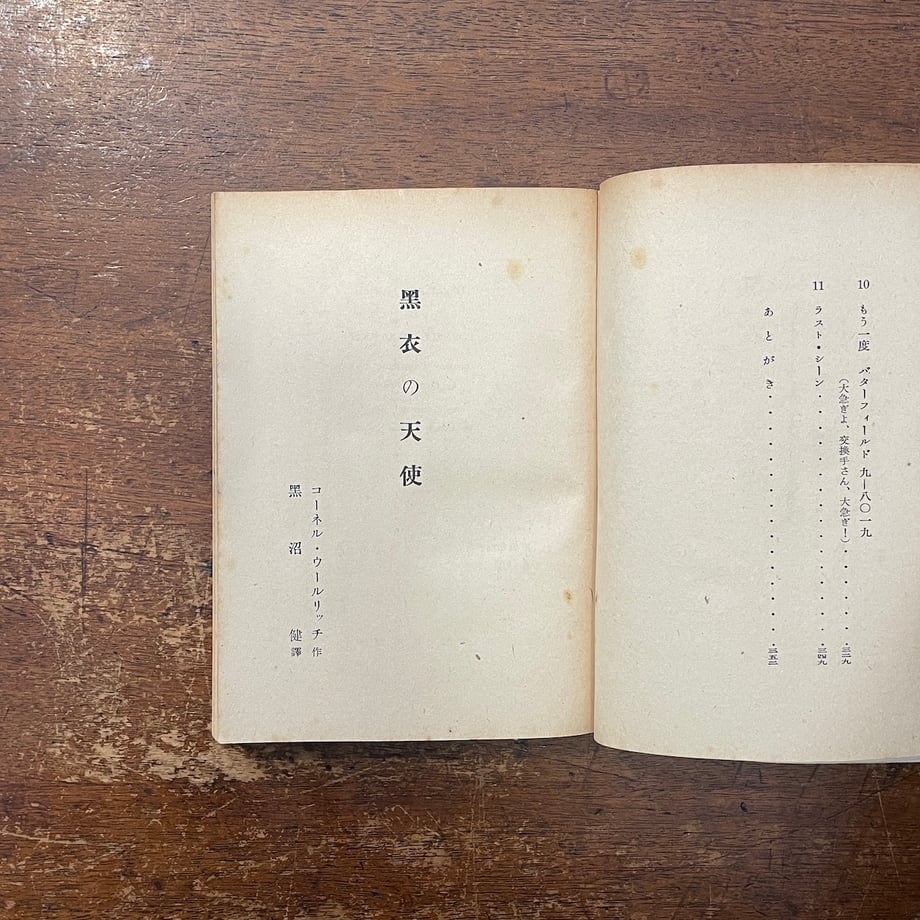 10 もう一度 バターフィールド 九―八〇一九
(大急ぎよ、交換手さん、大急ぎ!)・・・・・・三二九
11 ラスト・シーン・・・・・・・・・・・・・三四九
あとがき・・・・・・・・・・・・・・三五二
黑衣の天使
コーネル・ウールリッチ作
黑沼 健譯